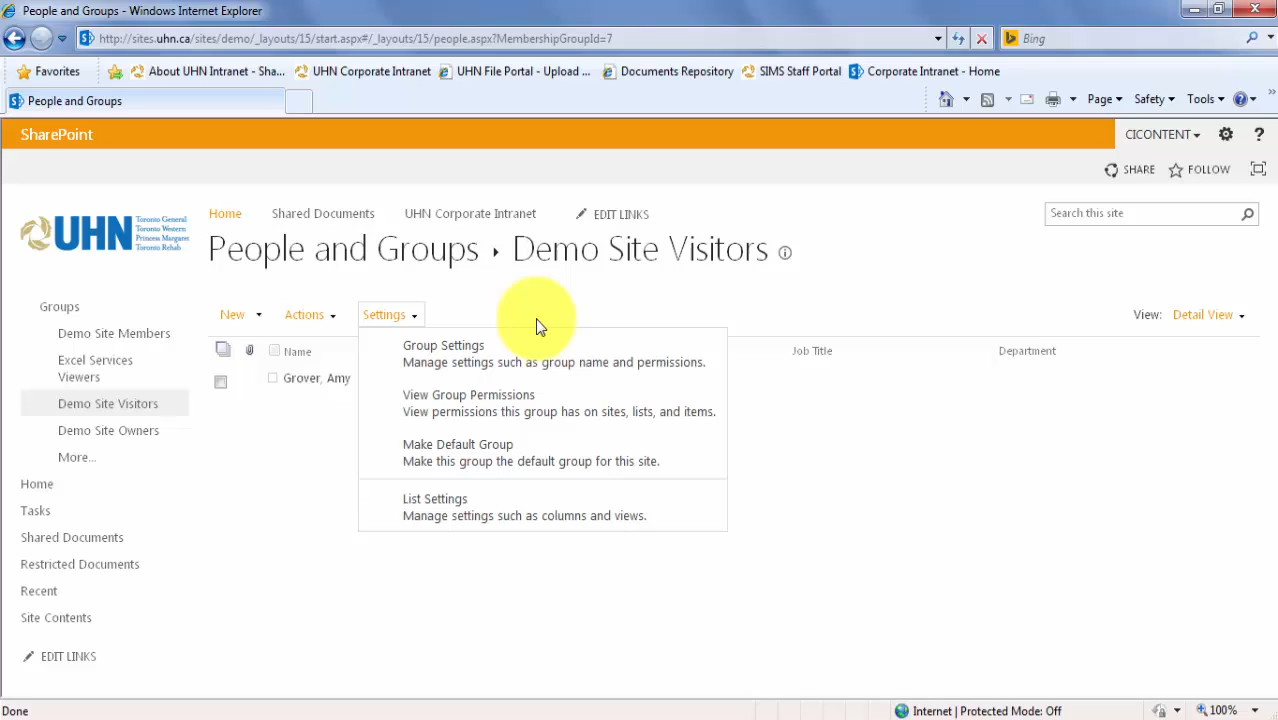 People and Groups - Windows Internet Explorer
http://sites.uhn.ca/sites/demo/_layouts/15/start.aspx#/_layouts/15/people.aspx?MembershipGroupId=7
Bing
Favorites
About UHN Intranet - Sha...
UHN Corporate Intranet
UHN File Portal - Upload ...
Documents Repository
SIMS Staff Portal
Corporate Intranet - Home
People and Groups
Page
Safety
Tools
SharePoint
CICONTENT
SHARE
FOLLOW
UHN
Toronto General
Toronto Western
Princess Margaret
Toronto Rehab
Home
Shared Documents
UHN Corporate Intranet
EDIT LINKS
Search this site
People and Groups
Demo Site Visitors
Groups
Demo Site Members
Excel Services
Viewers
Demo Site Visitors
Demo Site Owners
More...
Home
Tasks
Shared Documents
Restricted Documents
Recent
Site Contents
EDIT LINKS
New
Actions
Settings
View:
Detail View
Name
Job Title
Department
Grover, Amy
Group Settings
Manage settings such as group name and permissions.
View Group Permissions
View permissions this group has on sites, lists, and items.
Make Default Group
Make this group the default group for this site.
List Settings
Manage settings such as columns and views.
Done
Internet | Protected Mode: Off
100%